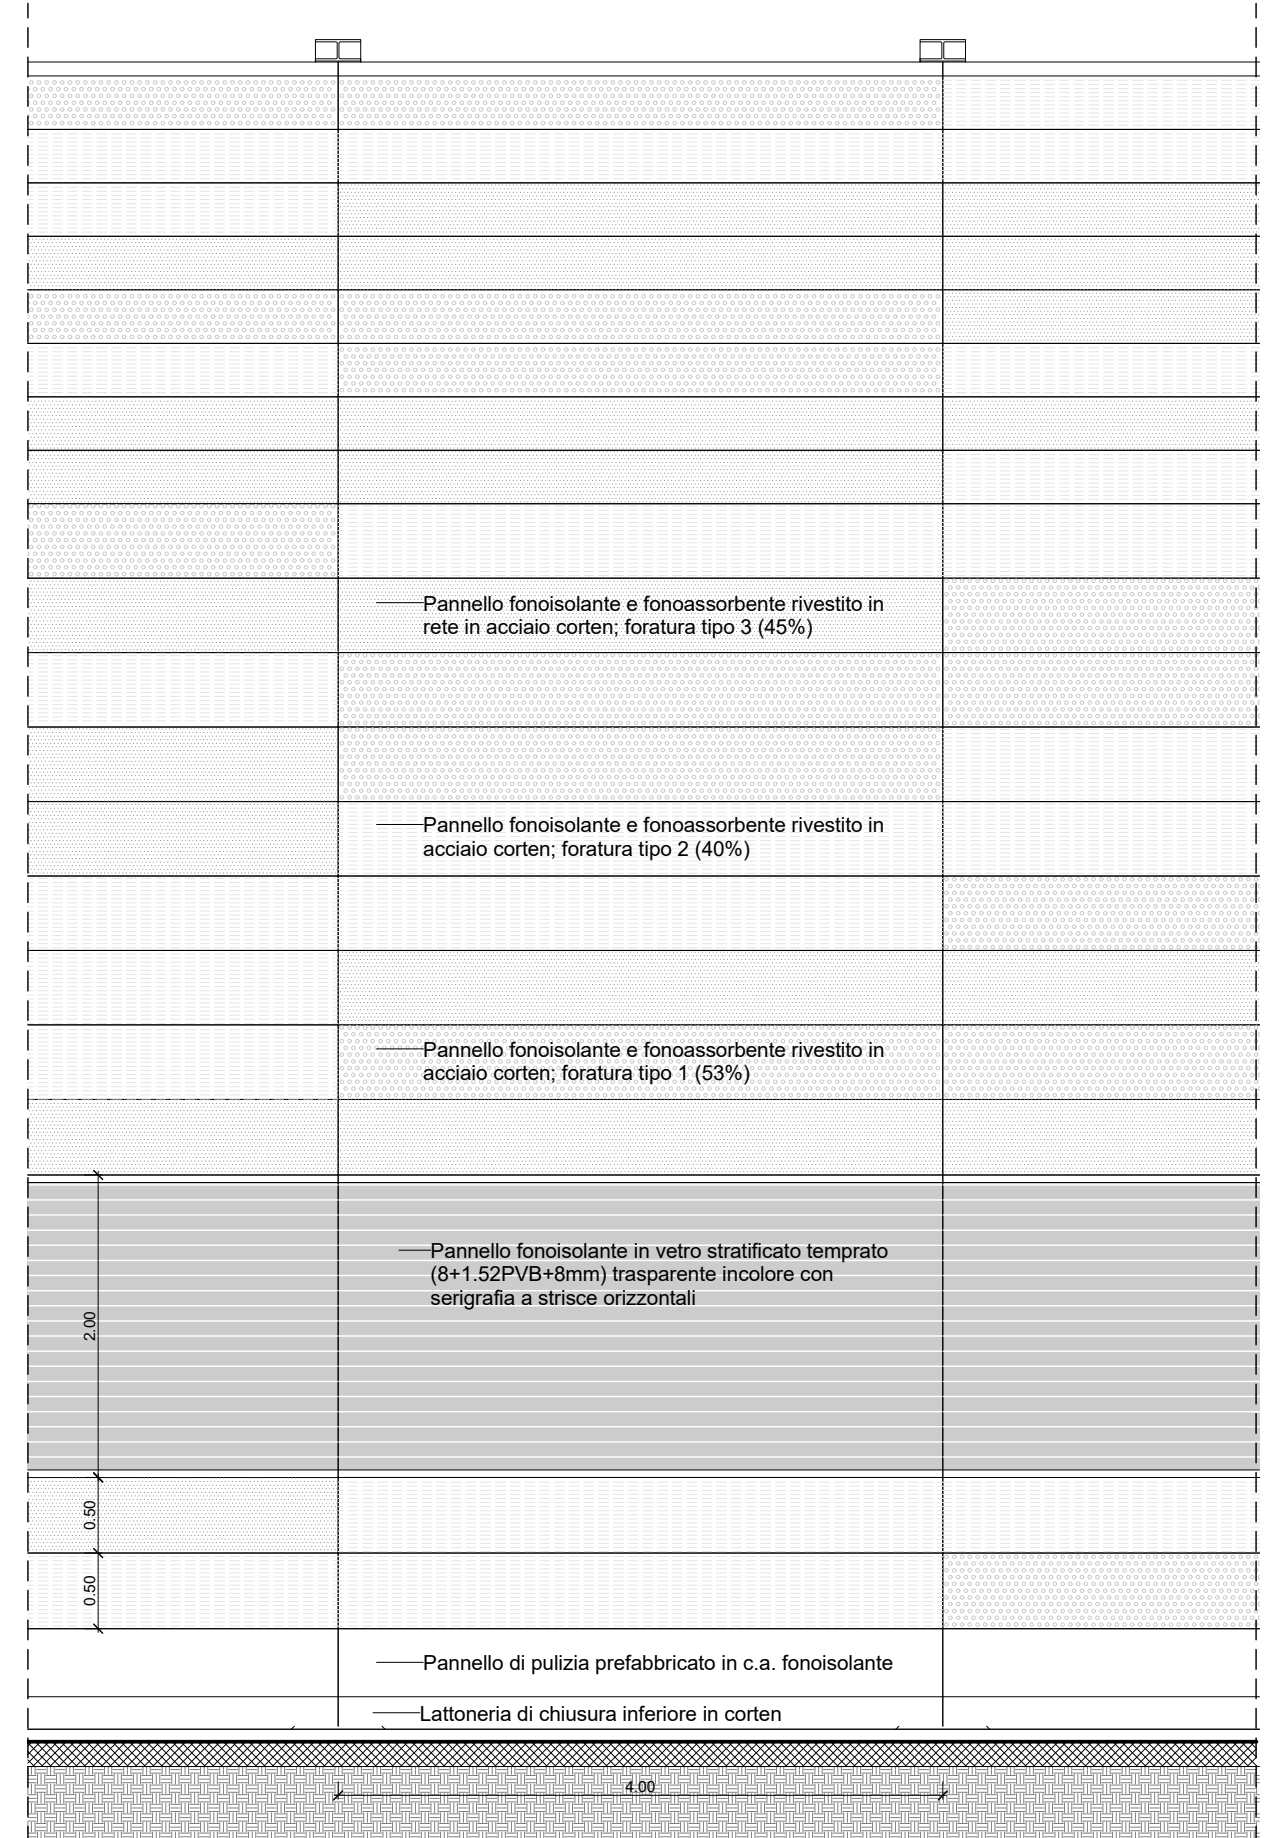 Pannello fonoisolante e fonoassorbente rivestito in
rete in acciaio corten; foratura tipo 3 (45%)
Pannello fonoisolante e fonoassorbente rivestito in
acciaio corten; foratura tipo 2 (40%)
Pannello fonoisolante e fonoassorbente rivestito in
acciaio corten; foratura tipo 1 (53%)
Pannello fonoisolante in vetro stratificato temprato
(8+1.52PVB+8mm) trasparente incolore con
serigrafia a strisce orizzontali
2.00
0.50
0.50
Pannello di pulizia prefabbricato in c.a. fonoisolante
Lattoneria di chiusura inferiore in corten
4.00